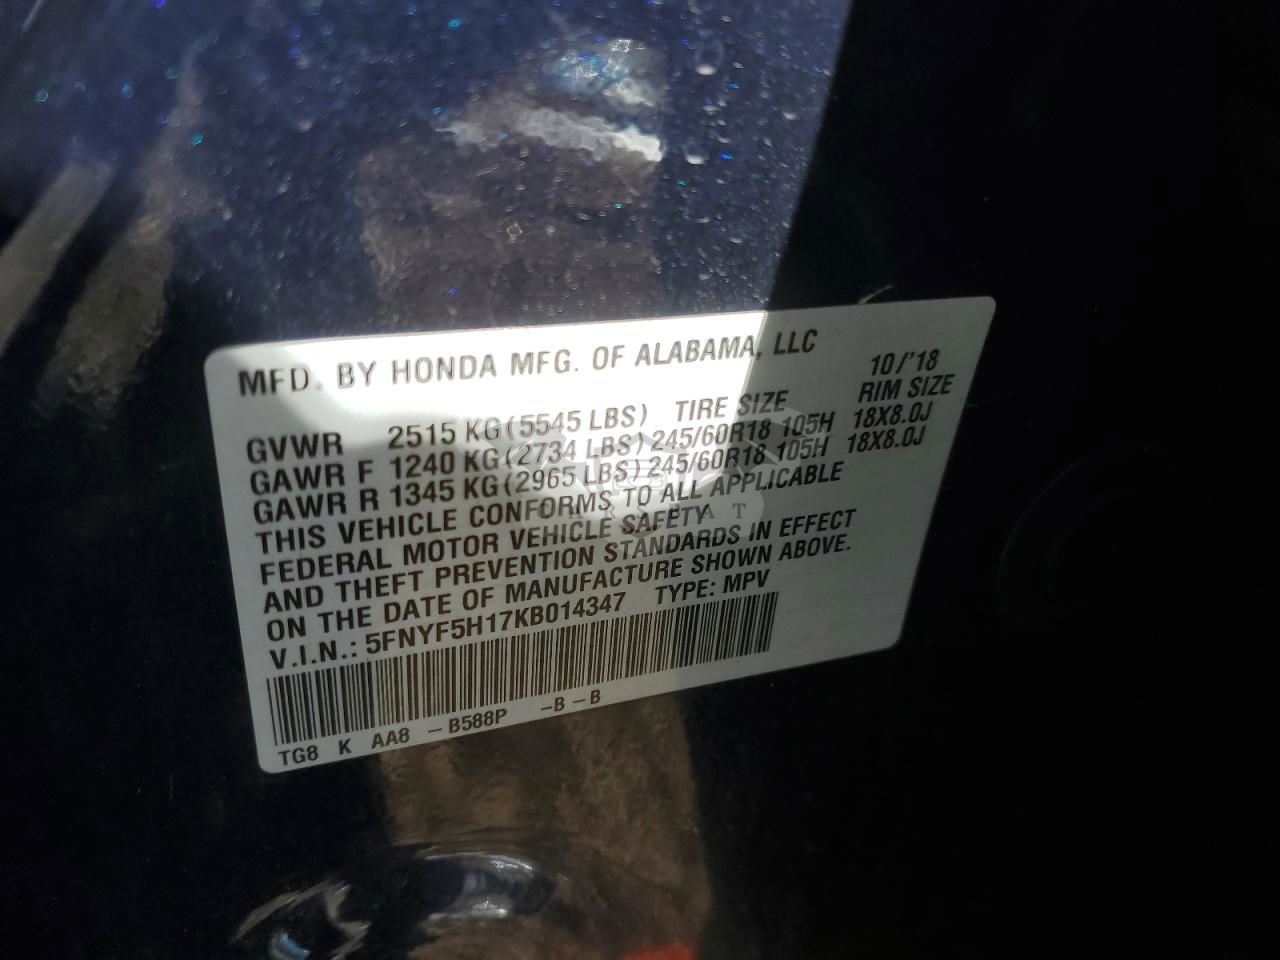 MFD. BY HONDA MFG. OF ALABAMA, LLC 10/'18
GVWR 2515 KG(5545 LBS) TIRE SIZE RIM SIZE
GAWR F 1240 KG(2734 LBS) 245/60R18 105H 18X8.0J
GAWR R 1345 KG(2965 LBS) 245/60R18 105H 18X8.0J
THIS VEHICLE CONFORMS TO ALL APPLICABLE
FEDERAL MOTOR VEHICLE SAFETY
AND THEFT PREVENTION STANDARDS IN EFFECT
ON THE DATE OF MANUFACTURE SHOWN ABOVE.
V.I.N.: 5FNYF5H17KB014347 TYPE: MPV
TG8 K AA8 -B588P -B-B